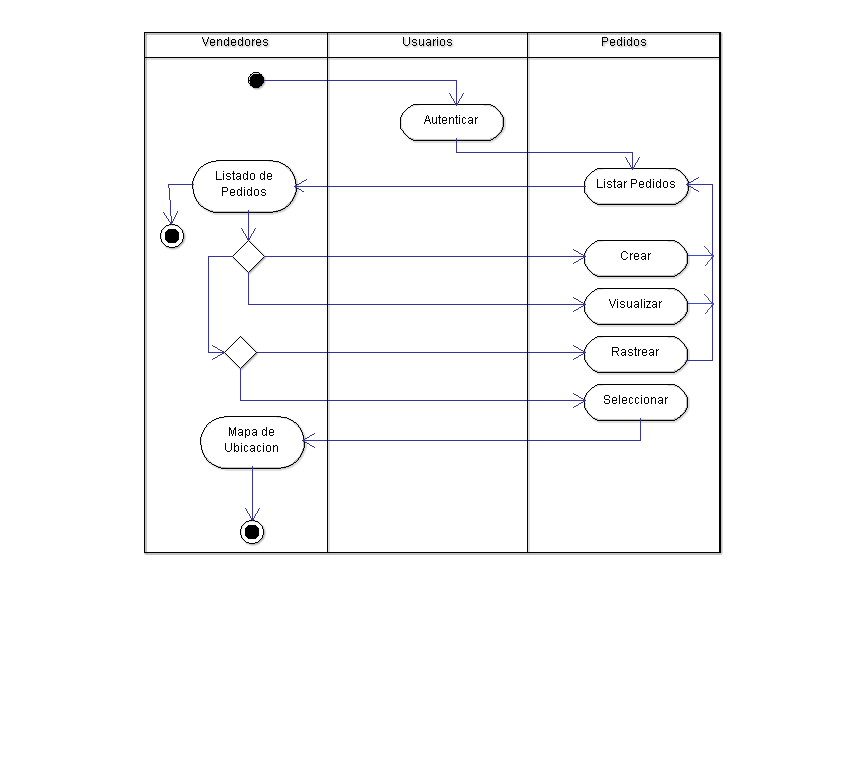 Vendedores
Usuarios
Pedidos
Autenticar
Listado de
Pedidos
Listar Pedidos
Crear
Visualizar
Rastrear
Seleccionar
Mapa de
Ubicacion